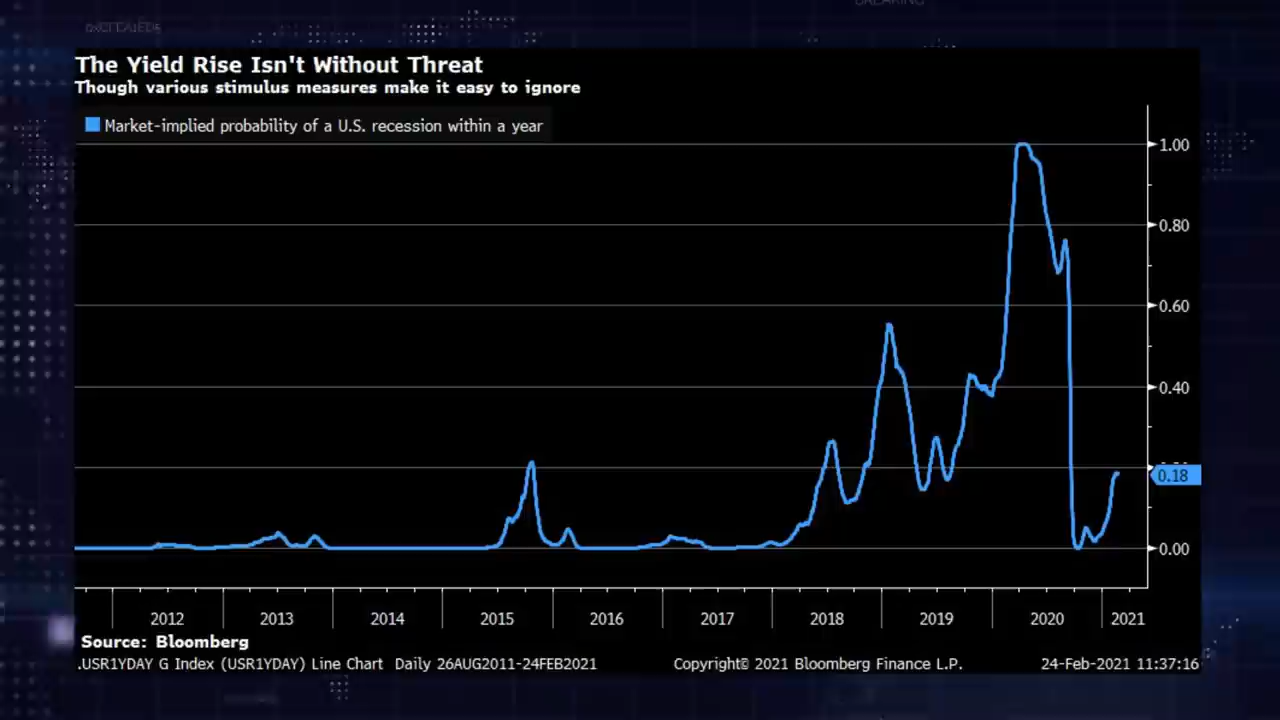 The Yield Rise Isn't Without Threat
Though various stimulus measures make it easy to ignore
Market-implied probability of a U.S. recession within a year
1.00
0.80
0.60
0.40
0.18
0.00
2012 2013 2014 2015 2016 2017 2018 2019 2020 2021
Source: Bloomberg
.USR1YDAY G Index (USR1YDAY) Line Chart Daily 26AUG2011-24FEB2021 Copyright© 2021 Bloomberg Finance L.P. 24-Feb-2021 11:37:16